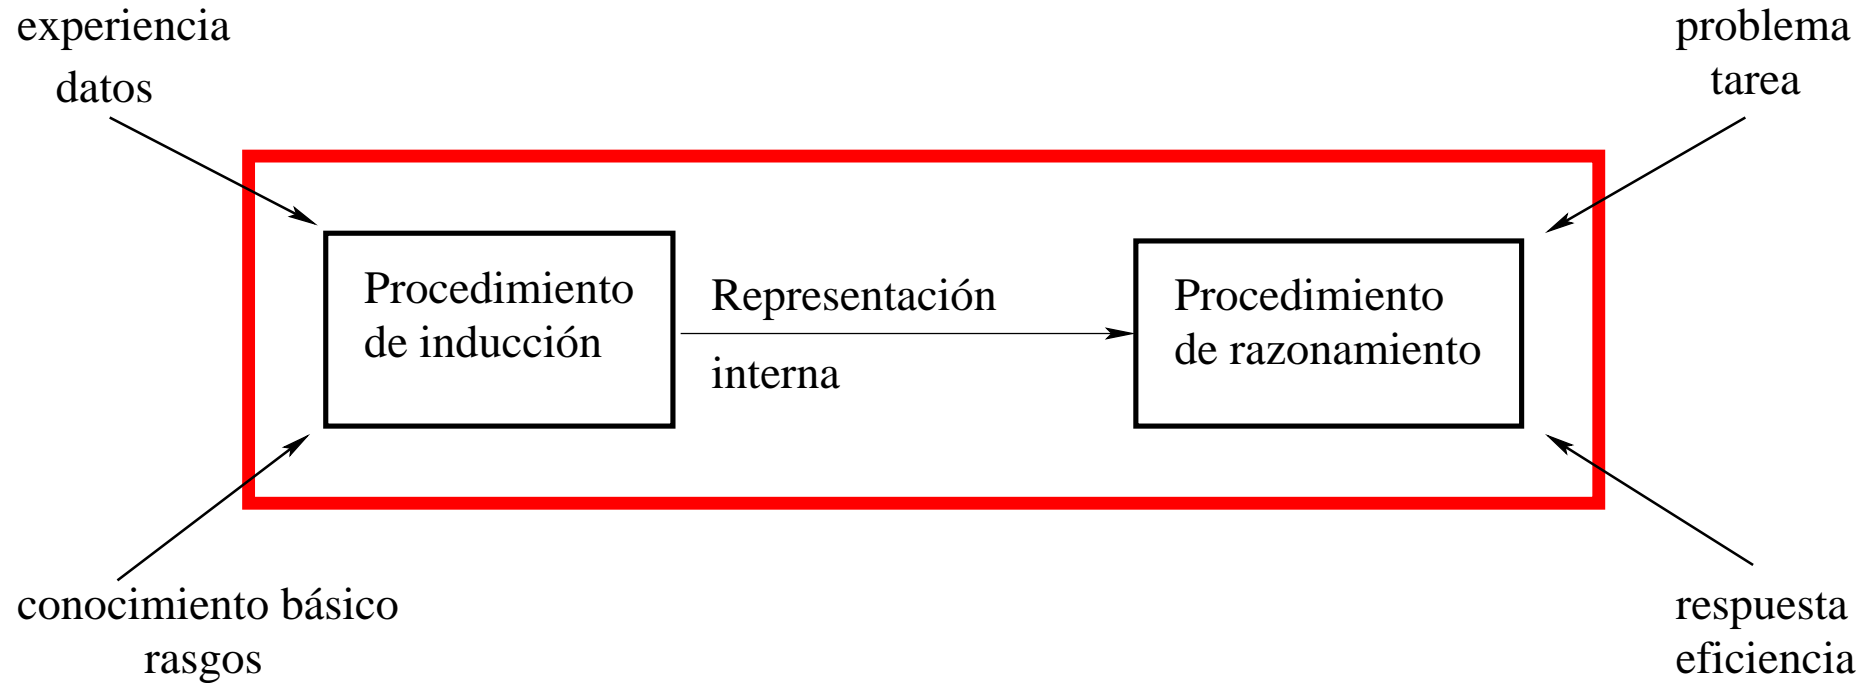 experiencia
datos
problema
tarea
Procedimiento
de inducción
Representación
interna
Procedimiento
de razonamiento
conocimiento básico
rasgos
respuesta
eficiencia